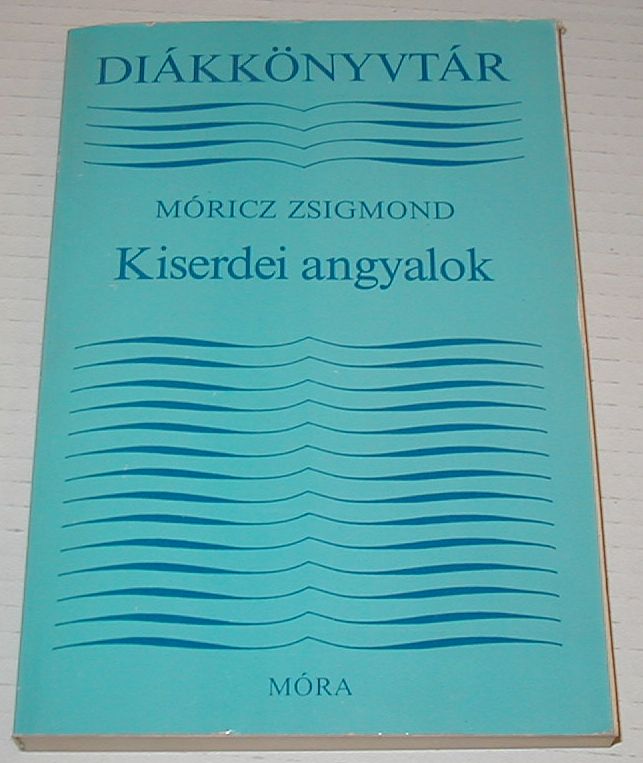 DIÁKKÖNYVTÁR
MÓRICZ ZSIGMOND
Kiserdei angyalok
MÓRA